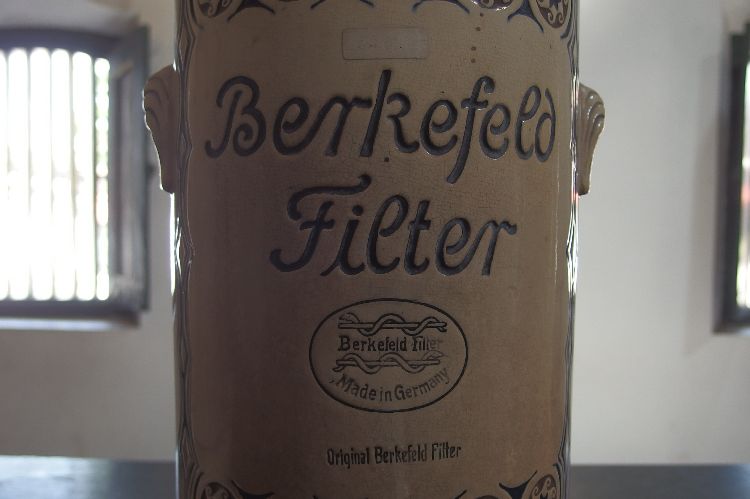 Berkefeld
Filter
Berkefeld Filter
Made in Germany
Original Berkefeld Filter